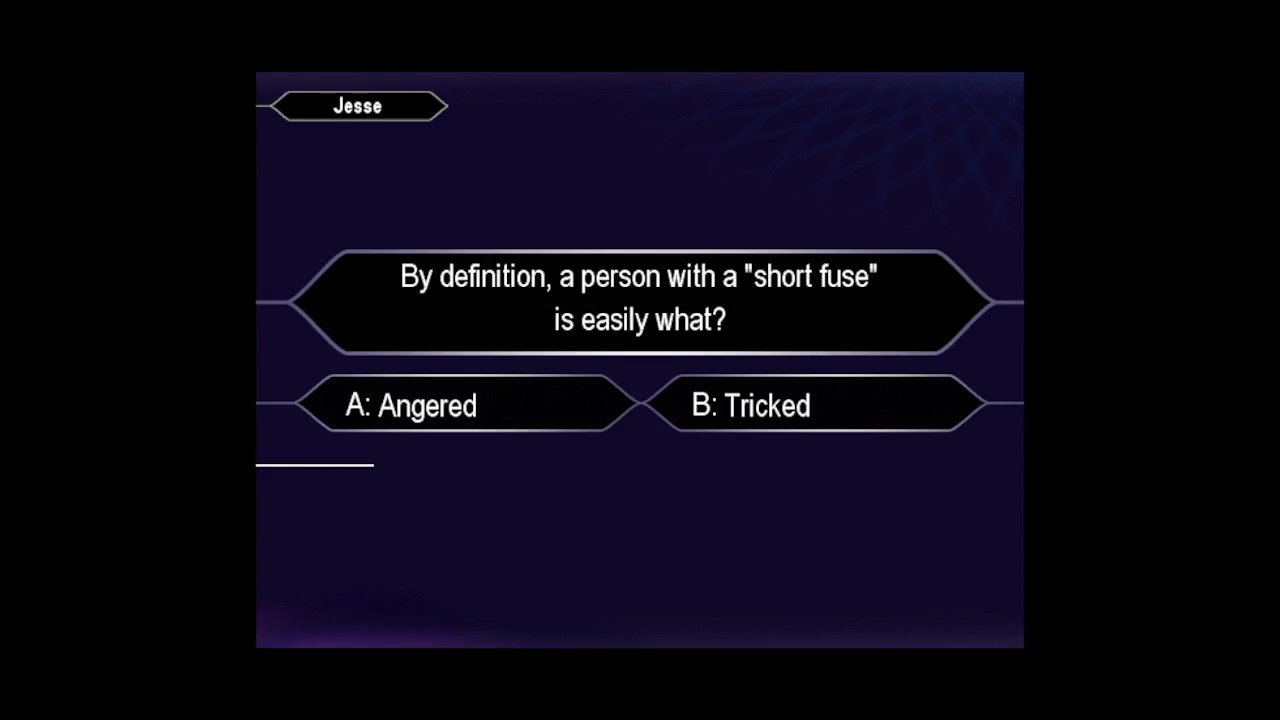 Jesse
By definition, a person with a "short fuse"
is easily what?
A: Angered
B: Tricked